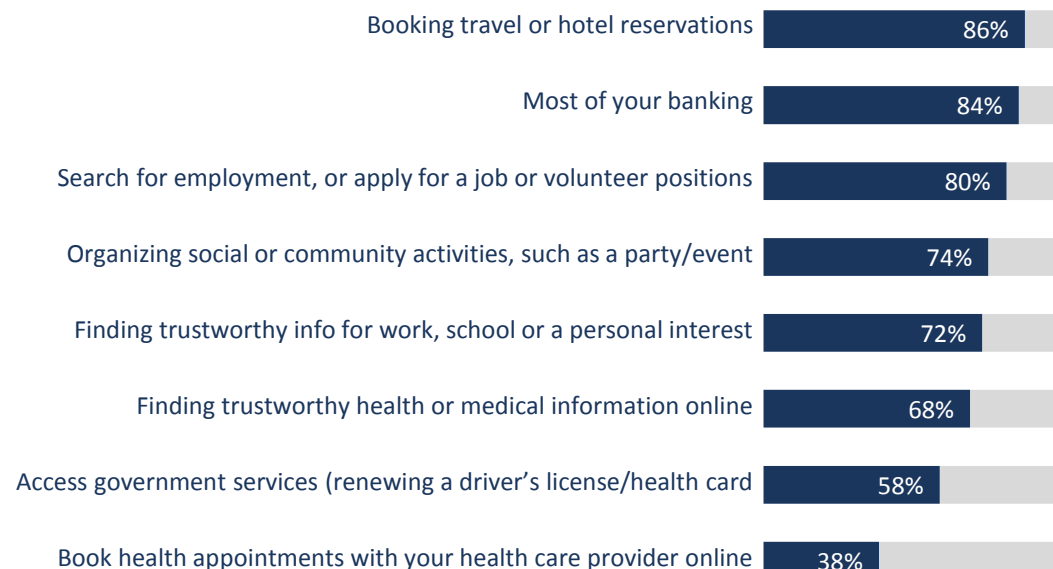 Booking travel or hotel reservations 86%
Most of your banking 84%
Search for employment, or apply for a job or volunteer positions 80%
Organizing social or community activities, such as a party/event 74%
Finding trustworthy info for work, school or a personal interest 72%
Finding trustworthy health or medical information online 68%
Access government services (renewing a driver’s license/health card 58%
Book health appointments with your health care provider online 38%